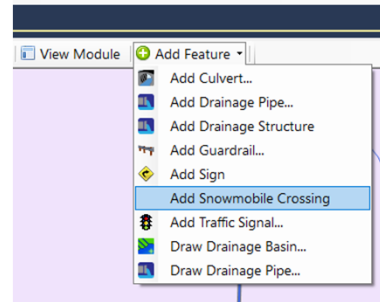 View Module Add Feature
Add Culvert...
Add Drainage Pipe...
Add Drainage Structure
Add Guardrail...
Add Sign
Add Snowmobile Crossing
Add Traffic Signal...
Draw Drainage Basin...
Draw Drainage Pipe...